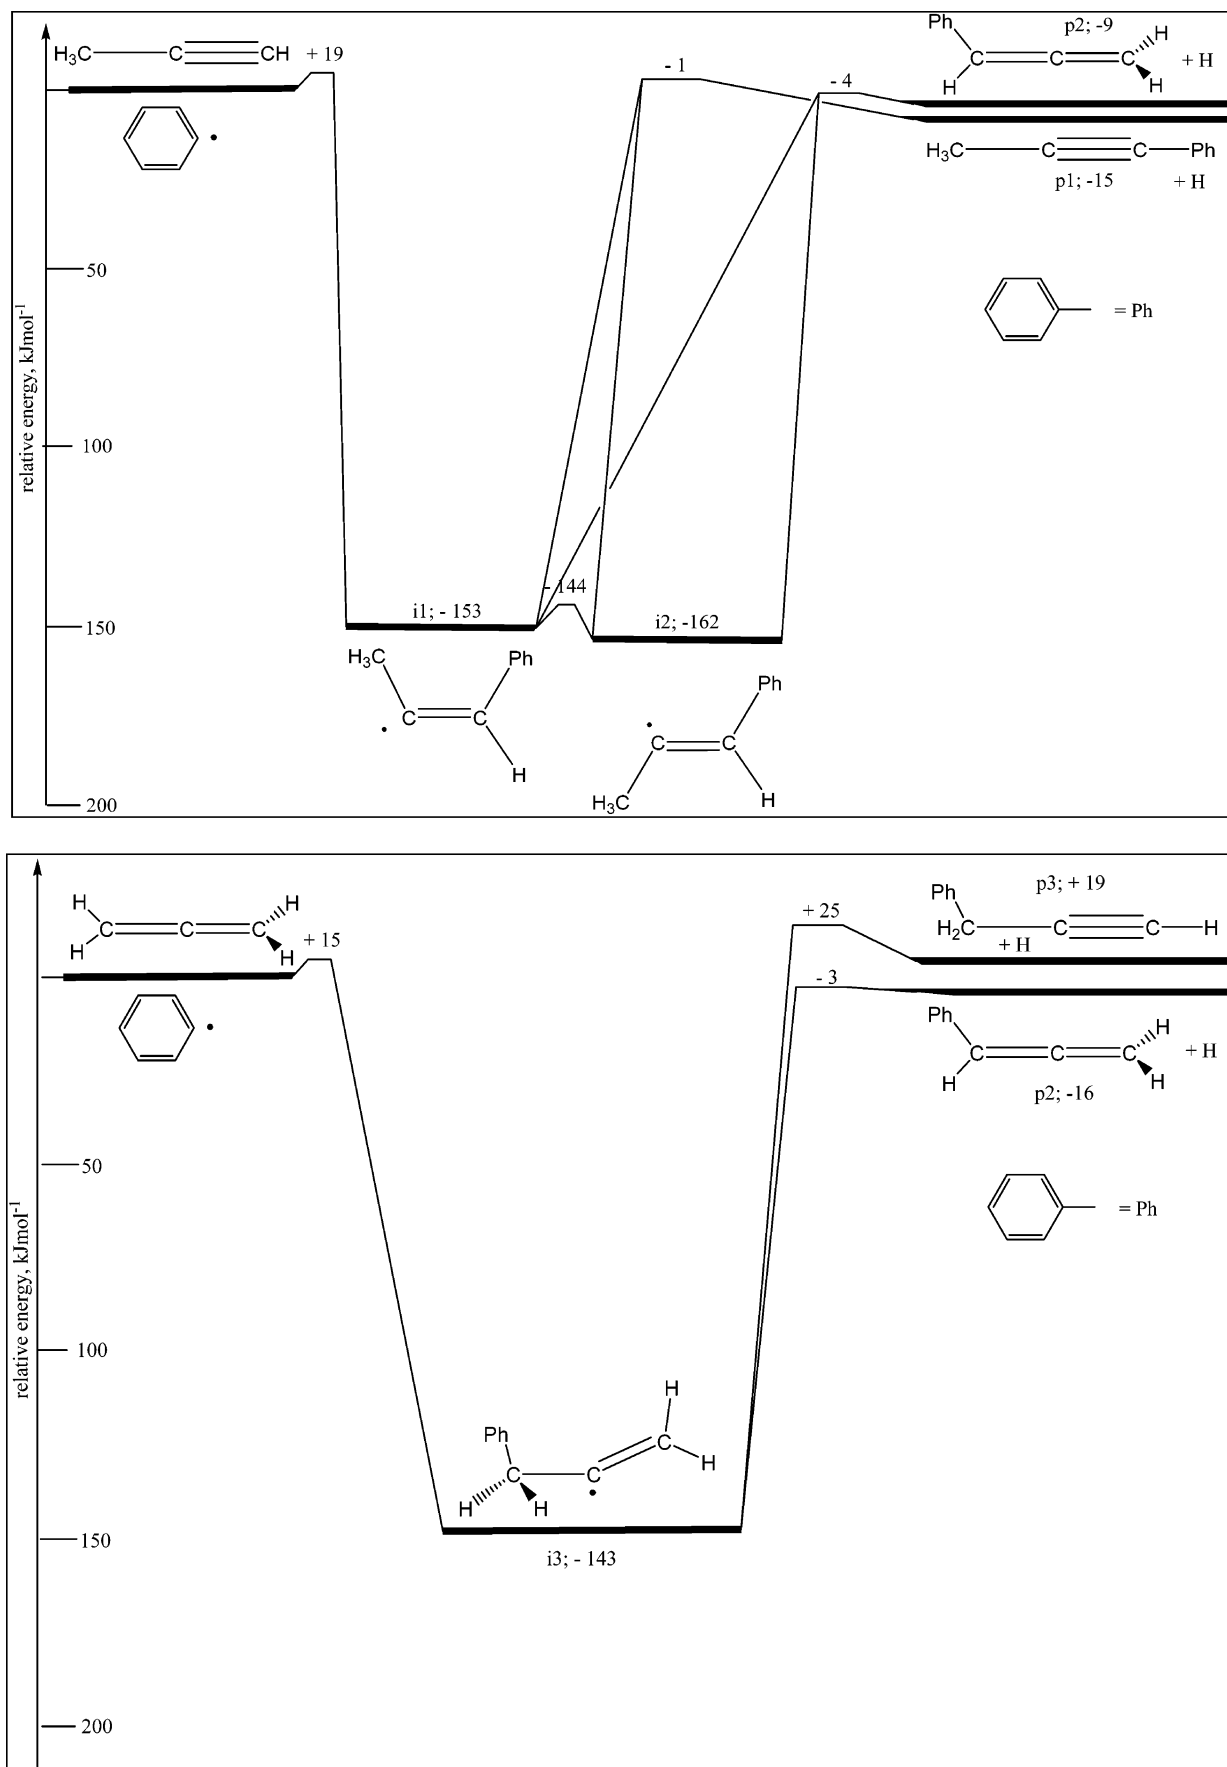 H₃C C CH + 19
- 1
- 4
Ph p2; -9
H
C C C
H H
+ H
H₃C C C Ph
p1; -15 + H
50
= Ph
100
relative energy, kJmol⁻¹
- 144
i1; - 153
i2; -162
150
H₃C Ph
C C
H
Ph
C C
H₃C H
200
H H
C C
H H
+ 15
p3; + 19
Ph
+ 25
H₂C C C H
+ H
- 3
Ph H
C C C
+ H
H H
p2; -16
50
= Ph
relative energy, kJmol⁻¹
100
H
Ph C
H
C C
H H
150
i3; - 143
200